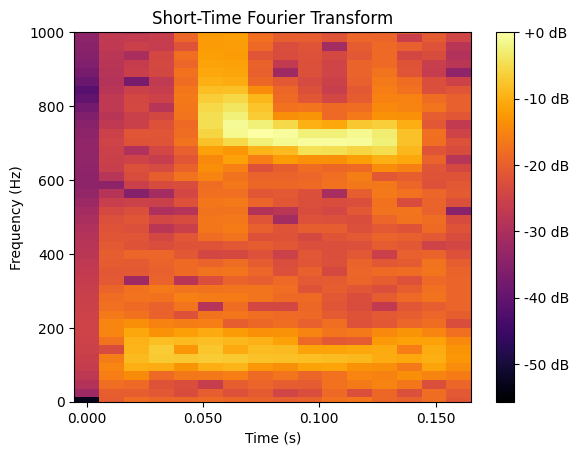 Short-Time Fourier Transform
1000
800
600
400
200
0
Frequency (Hz)
0.000
0.050
0.100
0.150
Time (s)
+0 dB
-10 dB
-20 dB
-30 dB
-40 dB
-50 dB